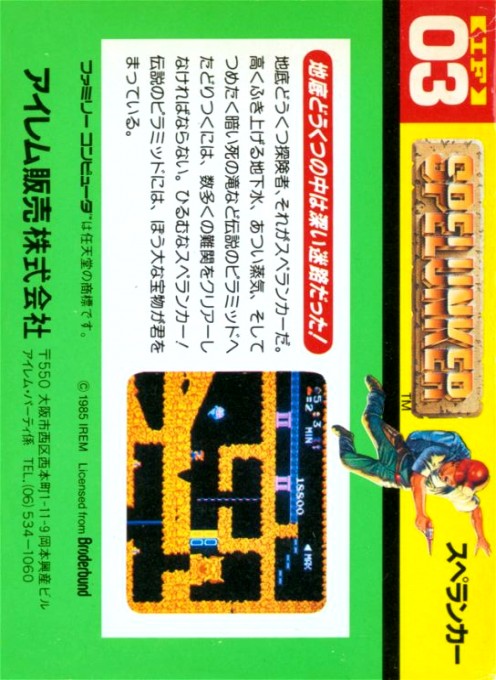 IF
03
SPELUNKER
TM
スペランカー
地底どうくつの中は深い迷路だった!
地底どうくつ探険者、それがスペランカーだ。
高くふき上げる地下水、あつい蒸気、そして
つめたく暗い死の滝など伝説のピラミッドへ
たどりつくには、数多くの難関をクリアーし
なければならない。ひるむなスペランカー!
伝説のピラミッドには、ぼう大な宝物が君を
まっている。
5:3
=2
MIN
15500
◀MAX
ファミリーコンピュータ™は任天堂の商標です。
©1985 IREM Licensed from Brøderbund
アイレム販売株式会社
〒550 大阪市西区西本町1-11-9 岡本興産ビル
アイレム・パーティ係 TEL.(06)534-1060